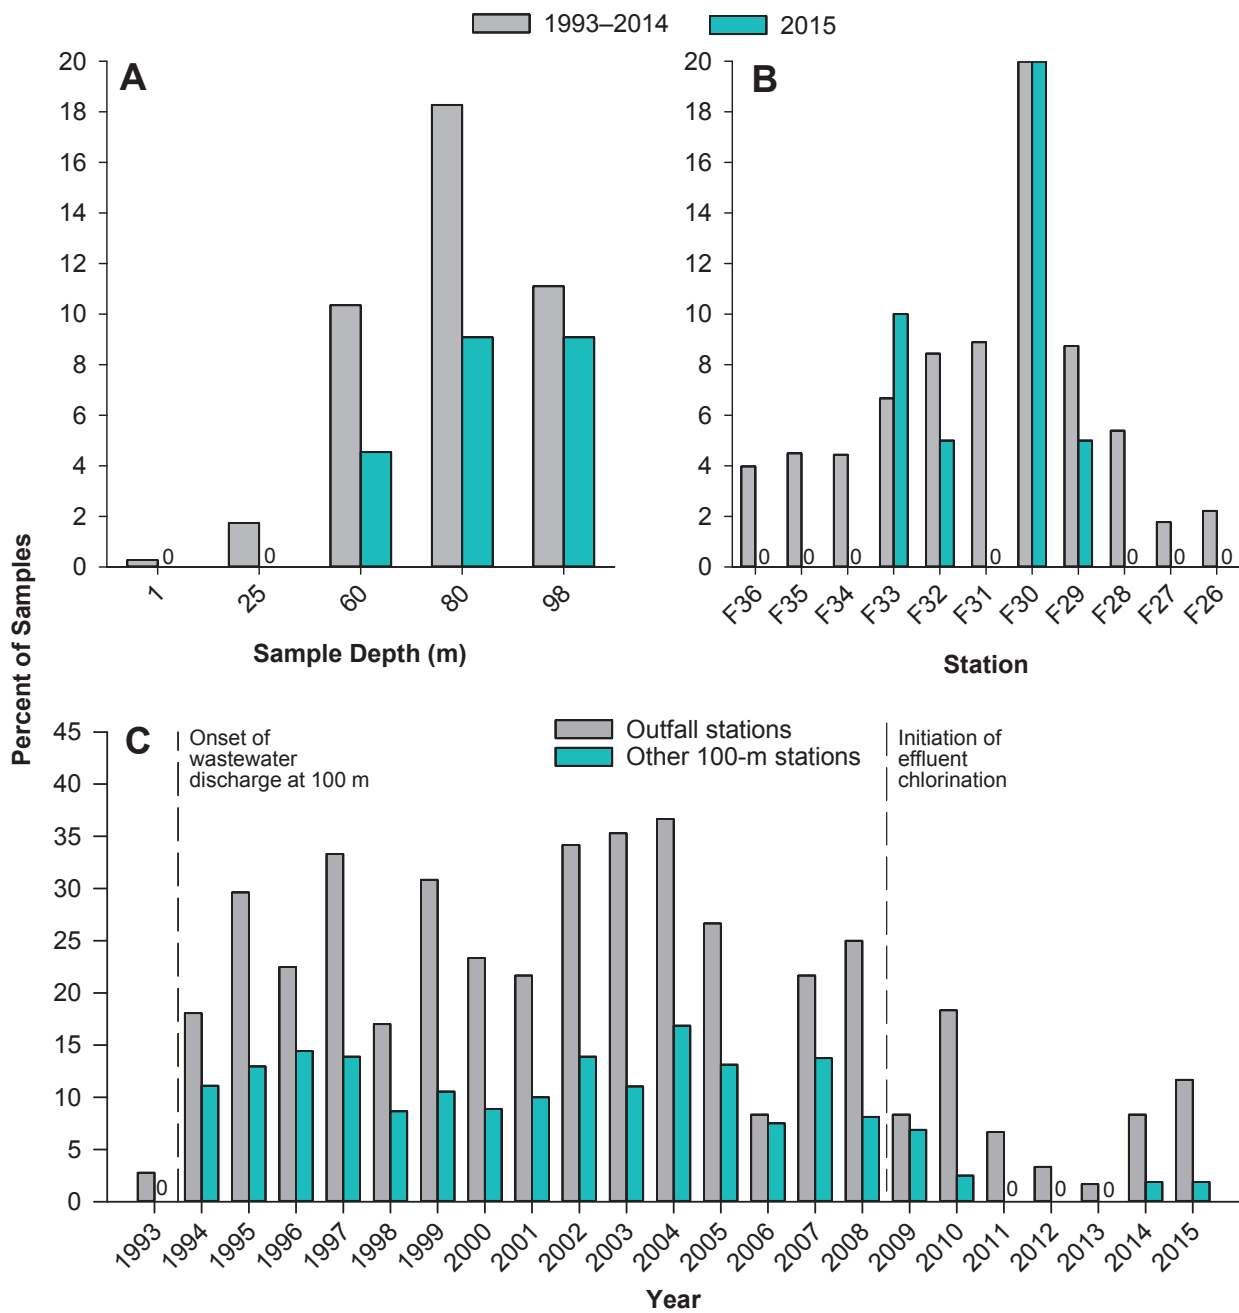 1993–2014
2015
A
20
18
16
14
12
10
8
6
4
2
0
0
0
1
25
60
80
98
Sample Depth (m)
B
20
18
16
14
12
10
8
6
4
2
0
0
0
0
0
0
0
0
F36
F35
F34
F33
F32
F31
F30
F29
F28
F27
F26
Station
Percent of Samples
C
45
40
35
30
25
20
15
10
5
0
Onset of
wastewater
discharge at 100 m
Outfall stations
Other 100-m stations
Initiation of
effluent
chlorination
0
0
0
0
1993
1994
1995
1996
1997
1998
1999
2000
2001
2002
2003
2004
2005
2006
2007
2008
2009
2010
2011
2012
2013
2014
2015
Year